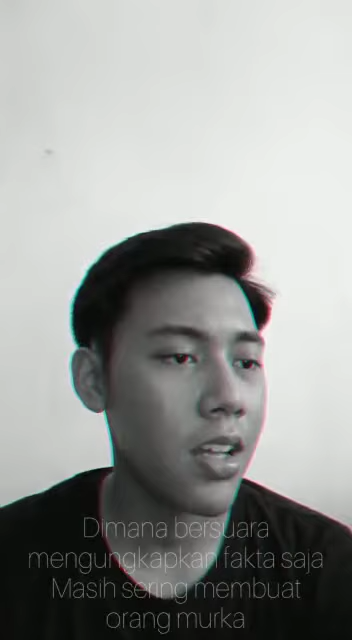 Dimana bersuara
mengungkapkan fakta saja
Masih sering membuat
orang murka